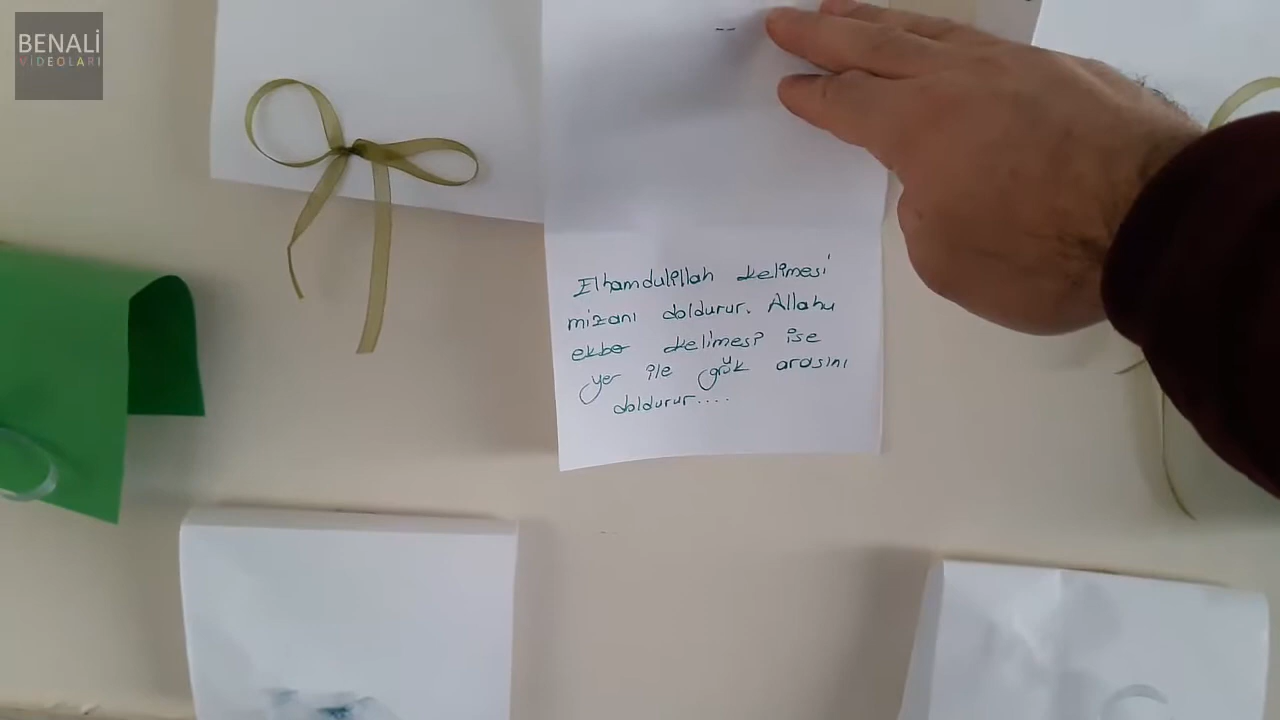 BENALİ
VİDEOLARI
--
Elhamdulillah kelimesi
mizanı doldurur. Allahu
ekber kelimesi ise
yer ile gök arasını
doldurur....